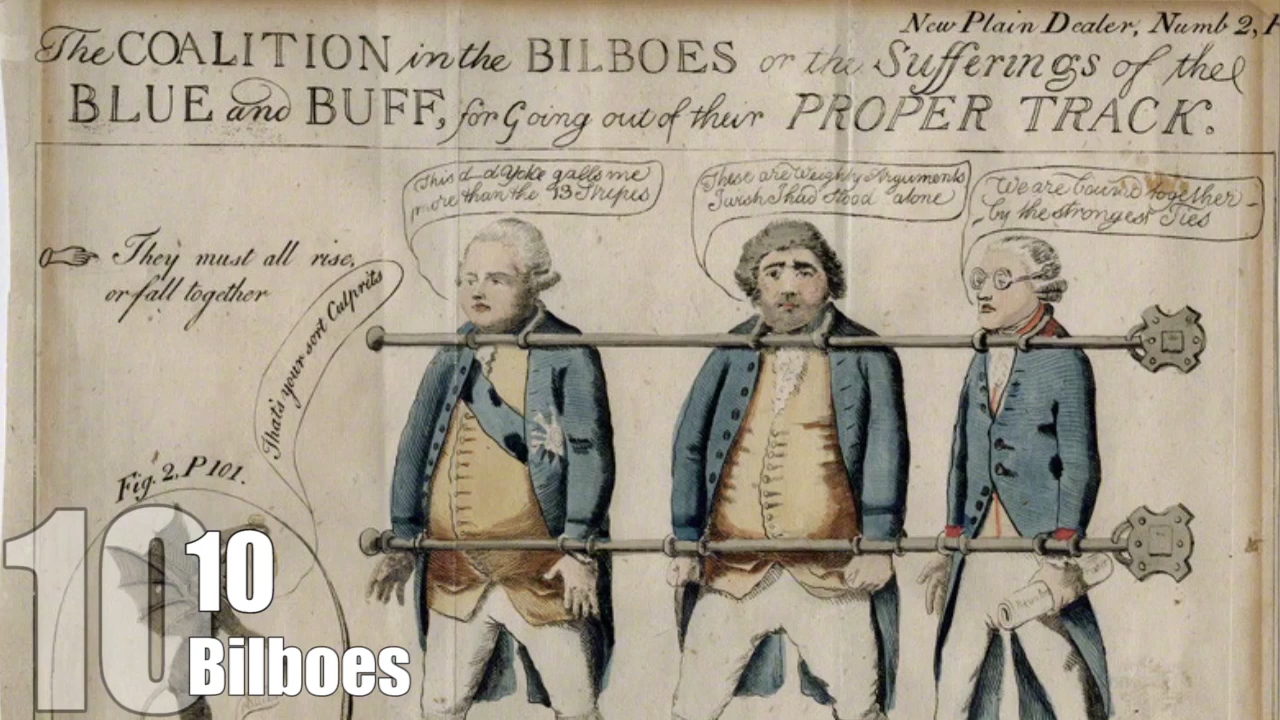 New Plain Dealer, Numb 2, P
The COALITION in the BILBOES or the Sufferings of the
BLUE and BUFF, for Going out of their PROPER TRACK.
This d—d Yoke galls me
more than the 13 Stripes
These are Weighty Arguments
I wish I had stood alone
We are bound together
by the strongest Ties
They must all rise,
or fall together
That's your sort Culprits
Fig. 2, P 101.
10
10
Bilboes